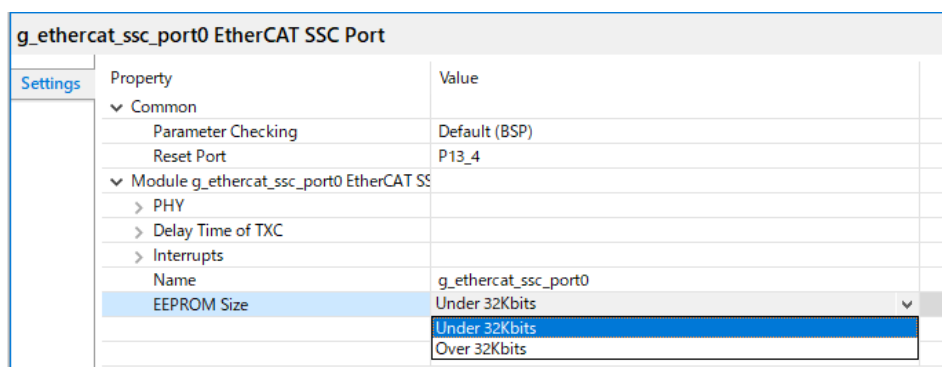 g_ethercat_ssc_port0 EtherCAT SSC Port
Settings
Property Value
Common
Parameter Checking Default (BSP)
Reset Port P13_4
Module g_ethercat_ssc_port0 EtherCAT SS
PHY
Delay Time of TXC
Interrupts
Name g_ethercat_ssc_port0
EEPROM Size Under 32Kbits
Under 32Kbits
Over 32Kbits